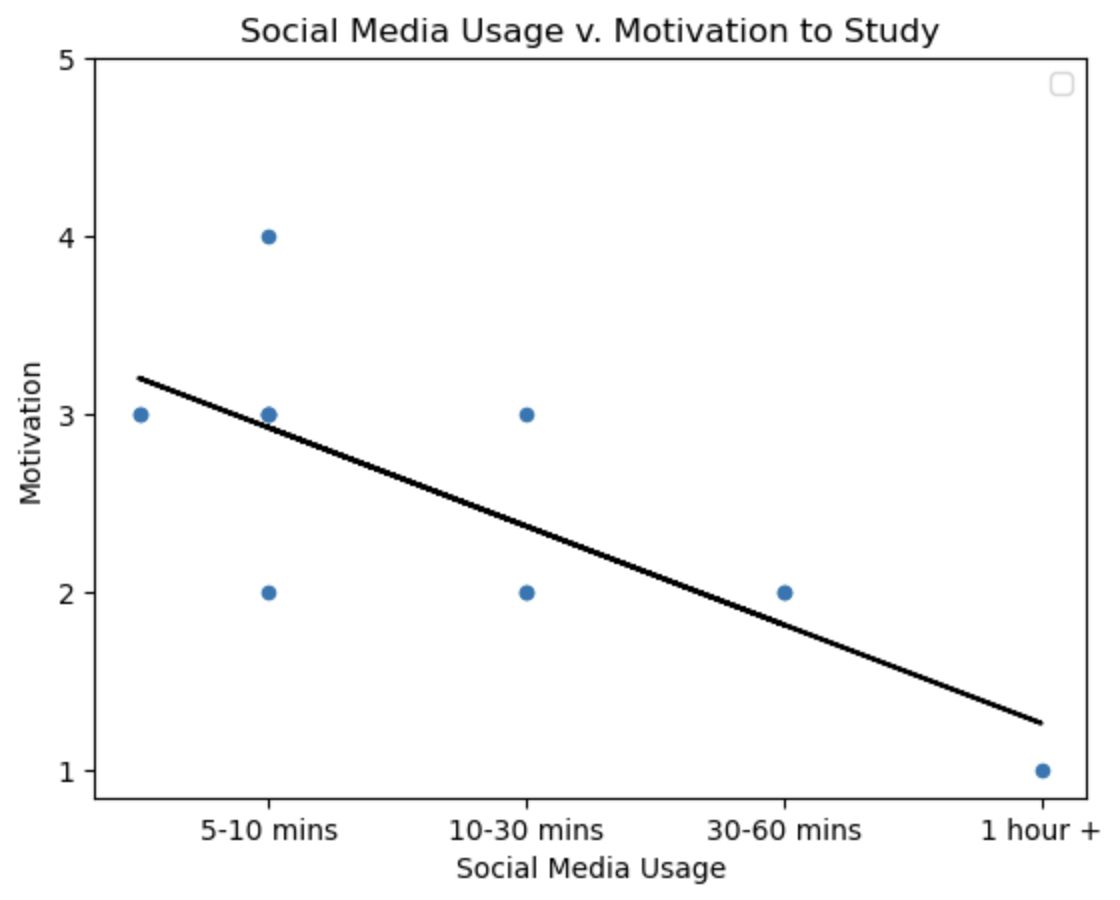 Social Media Usage v. Motivation to Study
5
4
3
2
1
Motivation
5-10 mins
10-30 mins
30-60 mins
1 hour +
Social Media Usage